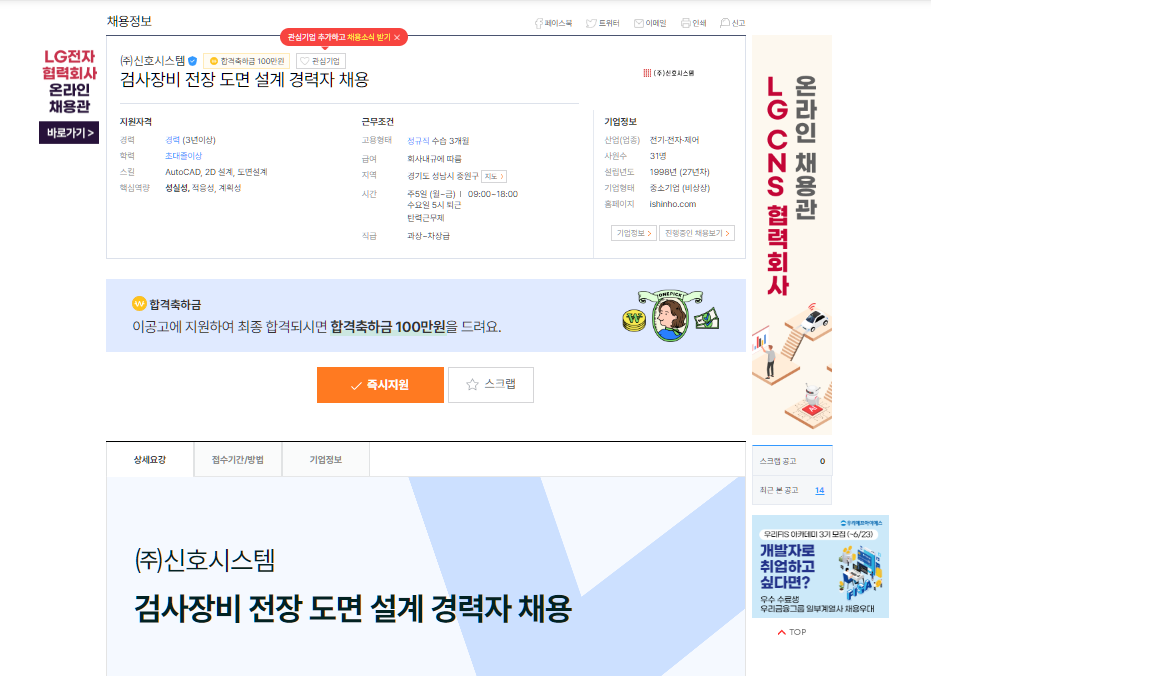 채용정보
페이스북
트위터
이메일
인쇄
신고
관심기업 추가하고 채용소식 받기 ×
(주)신호시스템
합격축하금 100만원
관심기업
검사장비 전장 도면 설계 경력자 채용
(주)신호시스템
지원자격
경력 경력 (3년이상)
학력 초대졸이상
스킬 AutoCAD, 2D 설계, 도면설계
핵심역량 성실성, 적응성, 계획성
근무조건
고용형태 정규직 수습 3개월
급여 회사내규에 따름
지역 경기도 성남시 중원구 지도 >
시간 주5일 (월~금) | 09:00~18:00
수요일 5시 퇴근
탄력근무제
직급 과장~차장급
기업정보
산업(업종) 전기·전자·제어
사원수 31명
설립년도 1998년 (27년차)
기업형태 중소기업 (비상장)
홈페이지 ishinho.com
기업정보 >
진행중인 채용보기 >
LG전자
협력회사
온라인
채용관
바로가기 >
합격축하금
이공고에 지원하여 최종 합격되시면 합격축하금 100만원을 드려요.
ONEPICK
즉시지원
스크랩
상세요강
접수기간/방법
기업정보
(주)신호시스템
검사장비 전장 도면 설계 경력자 채용
온라인 채용관
LG CNS 협력회사
AI
스크랩 공고 0
최근 본 공고 14
우리FIS 아카데미 3기 모집 (~6/23)
개발자로
취업하고
싶다면?
우수 수료생
우리금융그룹 일부계열사 채용우대
TOP